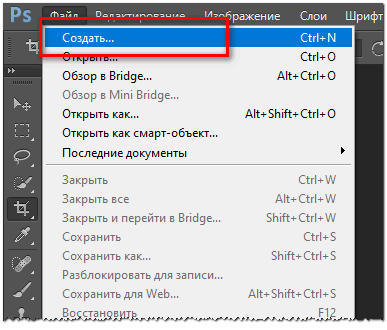 Ps Файл Редактирование Изображение Слои Шрифт
Создать... Ctrl+N
Открыть... Ctrl+O
Обзор в Bridge... Alt+Ctrl+O
Обзор в Mini Bridge...
Открыть как... Alt+Shift+Ctrl+O
Открыть как смарт-объект...
Последние документы
Закрыть Ctrl+W
Закрыть все Alt+Ctrl+W
Закрыть и перейти в Bridge... Shift+Ctrl+W
Сохранить Ctrl+S
Сохранить как... Shift+Ctrl+S
Разблокировать для записи...
Сохранить для Web... Alt+Shift+Ctrl+S
Восстановить F12